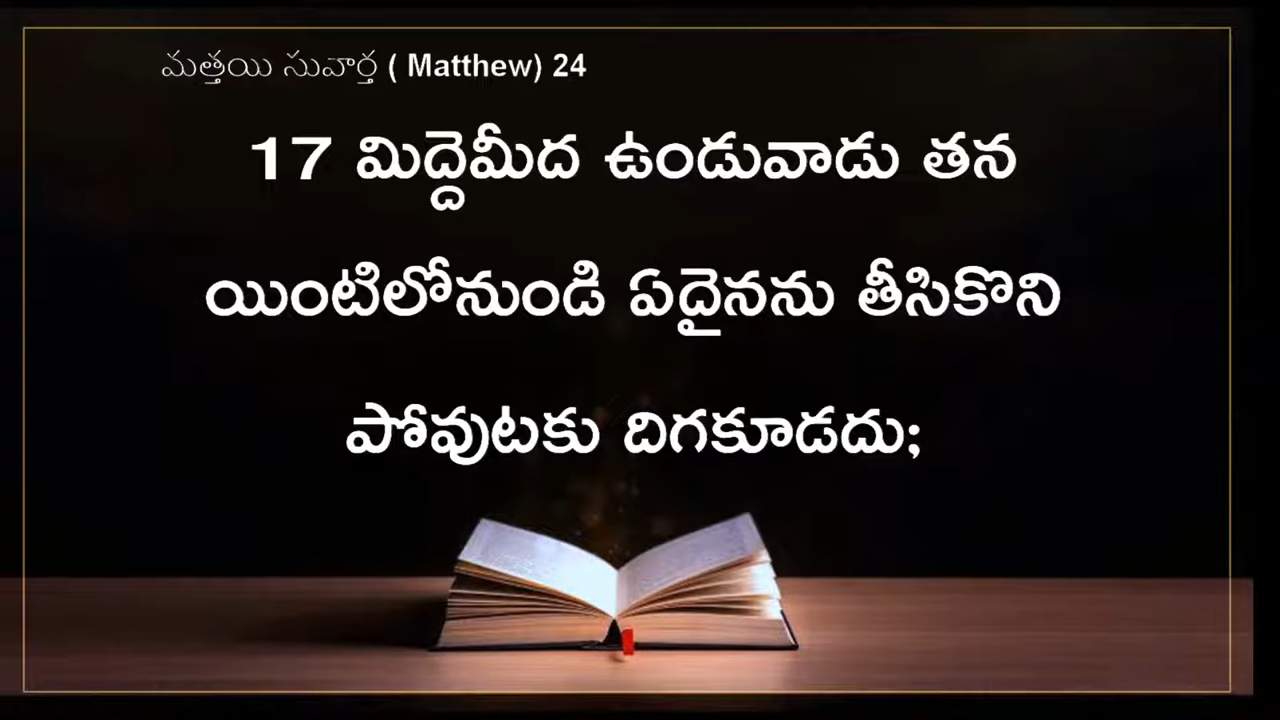 మత్తయి సువార్త ( Matthew) 24
17 మిద్దెమీద ఉండువాడు తన
యింటిలోనుండి ఏదైనను తీసికొని
పోవుటకు దిగకూడదు;